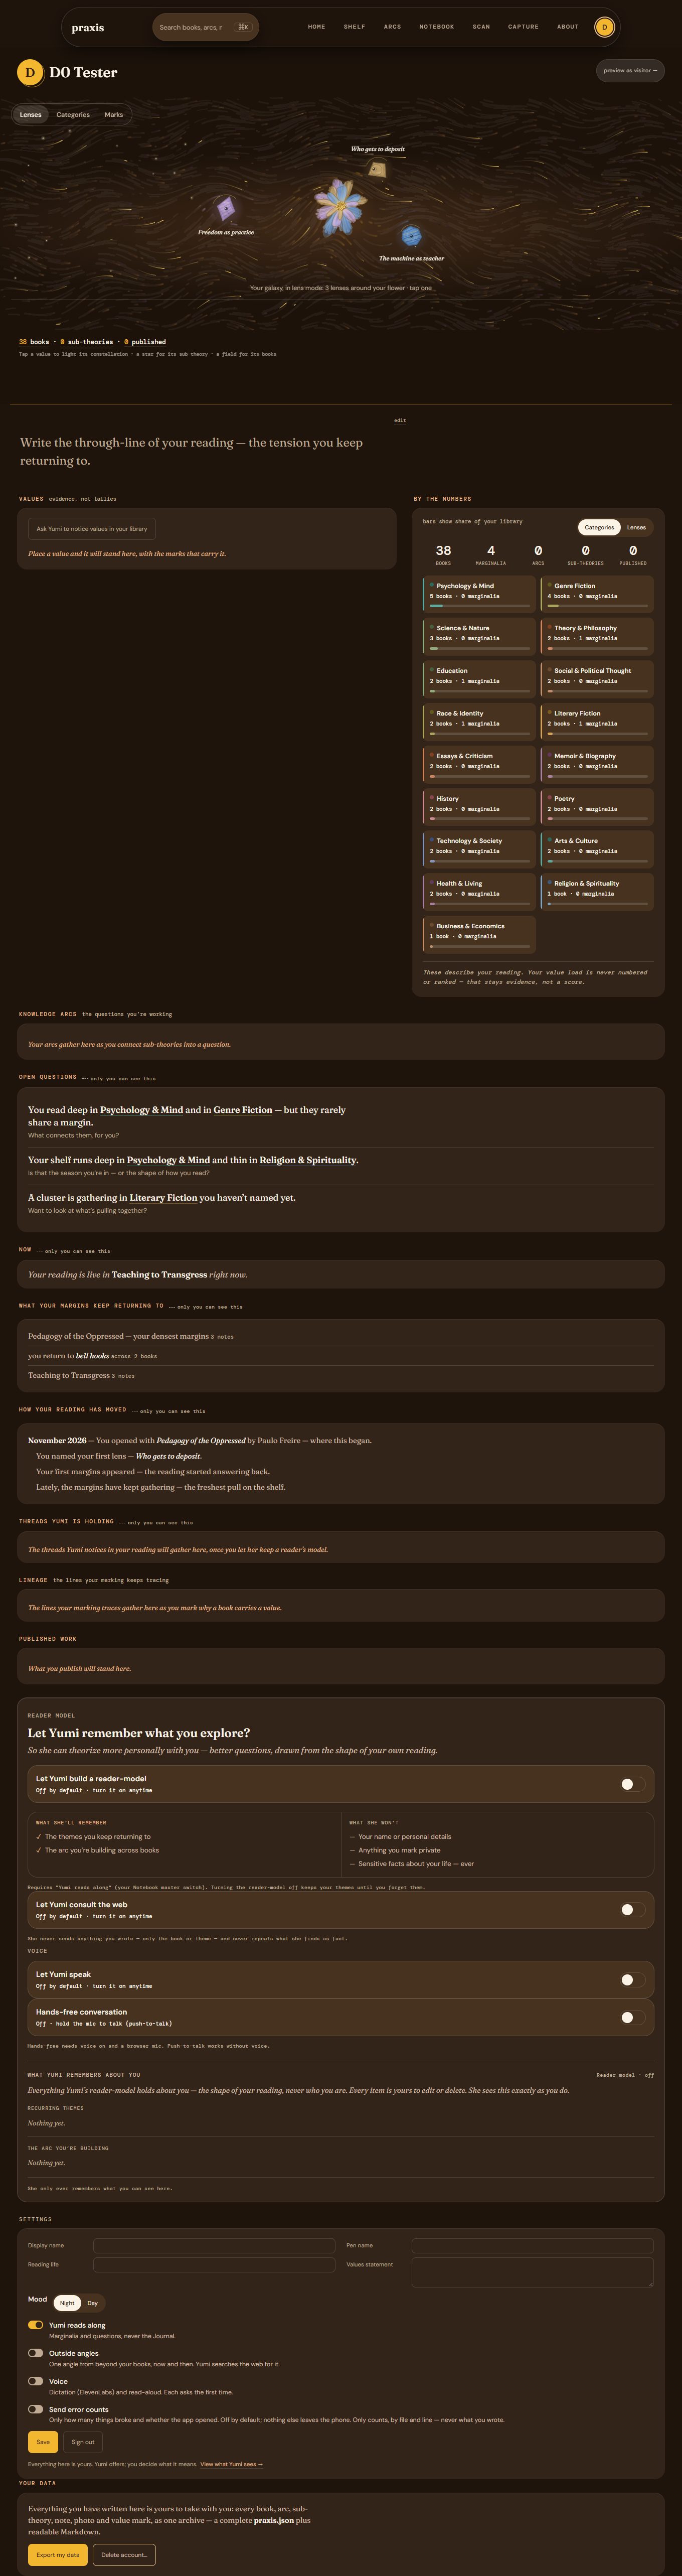 praxis
Search books, arcs, r
⌘K
HOME SHELF ARCS NOTEBOOK SCAN CAPTURE ABOUT
D
D
D0 Tester
preview as visitor →
Lenses Categories Marks
Who gets to deposit
Freedom as practice
The machine as teacher
Your galaxy, in lens mode: 3 lenses around your flower · tap one
38 books · 0 sub-theories · 0 published
Tap a value to light its constellation · a star for its sub-theory · a field for its books
edit
Write the through-line of your reading — the tension you keep
returning to.
VALUES evidence, not tallies
Ask Yumi to notice values in your library
Place a value and it will stand here, with the marks that carry it.
BY THE NUMBERS
bars show share of your library
Categories Lenses
38 4 0 0 0
BOOKS MARGINALIA ARCS SUB-THEORIES PUBLISHED
Psychology & Mind
5 books · 0 marginalia
Genre Fiction
4 books · 0 marginalia
Science & Nature
3 books · 0 marginalia
Theory & Philosophy
2 books · 1 marginalia
Education
2 books · 1 marginalia
Social & Political Thought
2 books · 0 marginalia
Race & Identity
2 books · 1 marginalia
Literary Fiction
2 books · 1 marginalia
Essays & Criticism
2 books · 0 marginalia
Memoir & Biography
2 books · 0 marginalia
History
2 books · 0 marginalia
Poetry
2 books · 0 marginalia
Technology & Society
2 books · 0 marginalia
Arts & Culture
2 books · 0 marginalia
Health & Living
2 books · 0 marginalia
Religion & Spirituality
1 book · 0 marginalia
Business & Economics
1 book · 0 marginalia
These describe your reading. Your value load is never numbered
or ranked — that stays evidence, not a score.
KNOWLEDGE ARCS the questions you're working
Your arcs gather here as you connect sub-theories into a question.
OPEN QUESTIONS — only you can see this
You read deep in Psychology & Mind and in Genre Fiction — but they rarely
share a margin.
What connects them, for you?
Your shelf runs deep in Psychology & Mind and thin in Religion & Spirituality.
Is that the season you're in — or the shape of how you read?
A cluster is gathering in Literary Fiction you haven't named yet.
Want to look at what's pulling together?
NOW — only you can see this
Your reading is live in Teaching to Transgress right now.
WHAT YOUR MARGINS KEEP RETURNING TO — only you can see this
Pedagogy of the Oppressed — your densest margins 3 notes
you return to bell hooks across 2 books
Teaching to Transgress 3 notes
HOW YOUR READING HAS MOVED — only you can see this
November 2026 — You opened with Pedagogy of the Oppressed by Paulo Freire — where this began.
You named your first lens — Who gets to deposit.
Your first margins appeared — the reading started answering back.
Lately, the margins have kept gathering — the freshest pull on the shelf.
THREADS YUMI IS HOLDING — only you can see this
The threads Yumi notices in your reading will gather here, once you let her keep a reader's model.
LINEAGE the lines your marking keeps tracing
The lines your marking traces gather here as you mark why a book carries a value.
PUBLISHED WORK
What you publish will stand here.
READER MODEL
Let Yumi remember what you explore?
So she can theorize more personally with you — better questions, drawn from the shape of your own reading.
Let Yumi build a reader-model
Off by default · turn it on anytime
WHAT SHE'LL REMEMBER
✓ The themes you keep returning to
✓ The arc you're building across books
WHAT SHE WON'T
— Your name or personal details
— Anything you mark private
— Sensitive facts about your life — ever
Requires "Yumi reads along" (your Notebook master switch). Turning the reader-model off keeps your themes until you forget them.
Let Yumi consult the web
Off by default · turn it on anytime
She never sends anything you wrote — only the book or theme — and never repeats what she finds as fact.
VOICE
Let Yumi speak
Off by default · turn it on anytime
Hands-free conversation
Off · hold the mic to talk (push-to-talk)
Hands-free needs voice on and a browser mic. Push-to-talk works without voice.
WHAT YUMI REMEMBERS ABOUT YOU
Reader-model · off
Everything Yumi's reader-model holds about you — the shape of your reading, never who you are. Every item is yours to edit or delete. She sees this exactly as you do.
RECURRING THEMES
Nothing yet.
THE ARC YOU'RE BUILDING
Nothing yet.
She only ever remembers what you can see here.
SETTINGS
Display name
Pen name
Reading life
Values statement
Mood Night Day
Yumi reads along
Marginalia and questions, never the Journal.
Outside angles
One angle from beyond your books, now and then. Yumi searches the web for it.
Voice
Dictation (ElevenLabs) and read-aloud. Each asks the first time.
Send error counts
Only how many things broke and whether the app opened. Off by default; nothing else leaves the phone. Only counts, by file and line — never what you wrote.
Save Sign out
Everything here is yours. Yumi offers; you decide what it means. View what Yumi sees →
YOUR DATA
Everything you have written here is yours to take with you: every book, arc, sub-
theory, note, photo and value mark, as one archive — a complete praxis.json plus
readable Markdown.
Export my data Delete account…